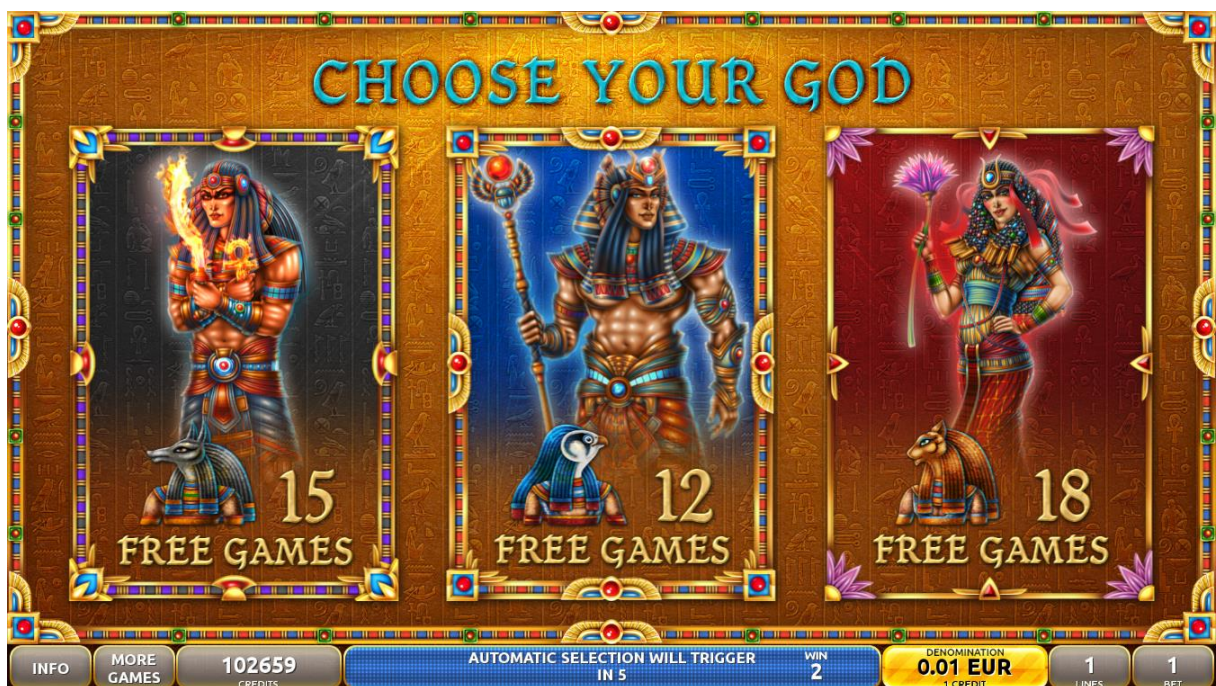 CHOOSE YOUR GOD
15
FREE GAMES
12
FREE GAMES
18
FREE GAMES
INFO
MORE
GAMES
102659
CREDITS
AUTOMATIC SELECTION WILL TRIGGER
IN 5
WIN
2
DENOMINATION
0.01 EUR
1 CREDIT
1
LINES
1
BET